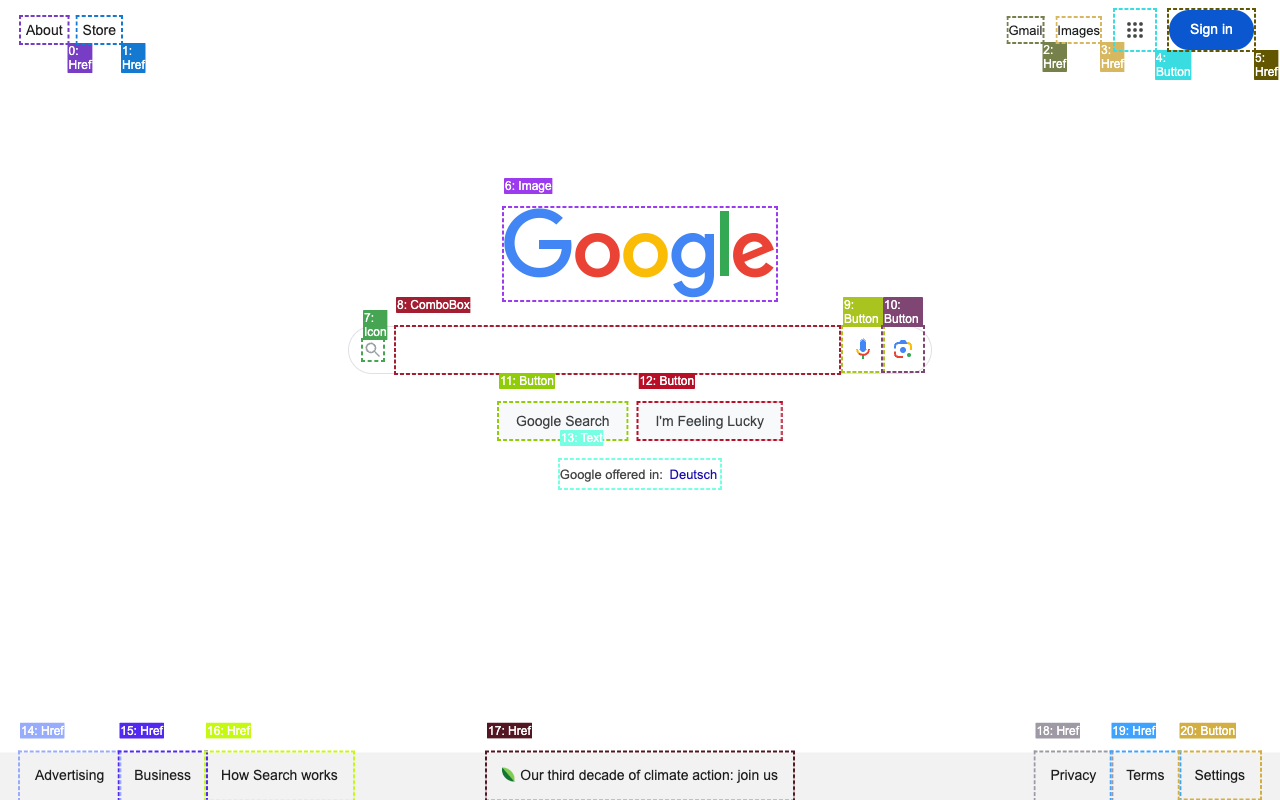 About Store Gmail Images Sign in
0: Href 1: Href 2: Href 3: Href 4: Button 5: Href
6: Image
Google
8: ComboBox
7: Icon 9: Button 10: Button
11: Button 12: Button
Google Search I'm Feeling Lucky
13: Text
Google offered in: Deutsch
14: Href 15: Href 16: Href 17: Href 18: Href 19: Href 20: Button
Advertising Business How Search works Our third decade of climate action: join us Privacy Terms Settings